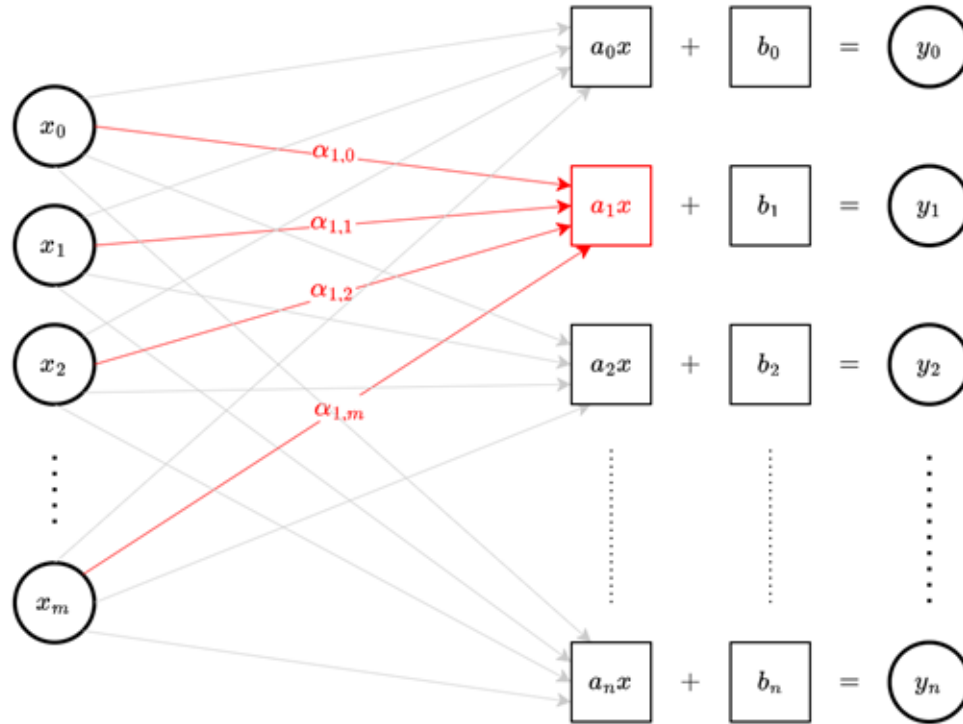 a₀x + b₀ = y₀
x₀
α₁,₀
a₁x + b₁ = y₁
x₁
α₁,₁
α₁,₂
x₂
a₂x + b₂ = y₂
α₁,ₘ
xₘ
aₙx + bₙ = yₙ